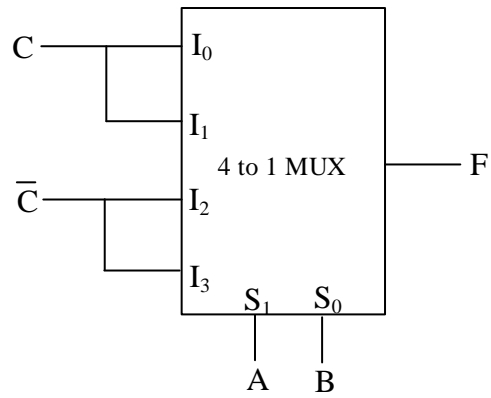 C
I₀
I₁
4 to 1 MUX
F
C̅
I₂
I₃
S₁ S₀
A B